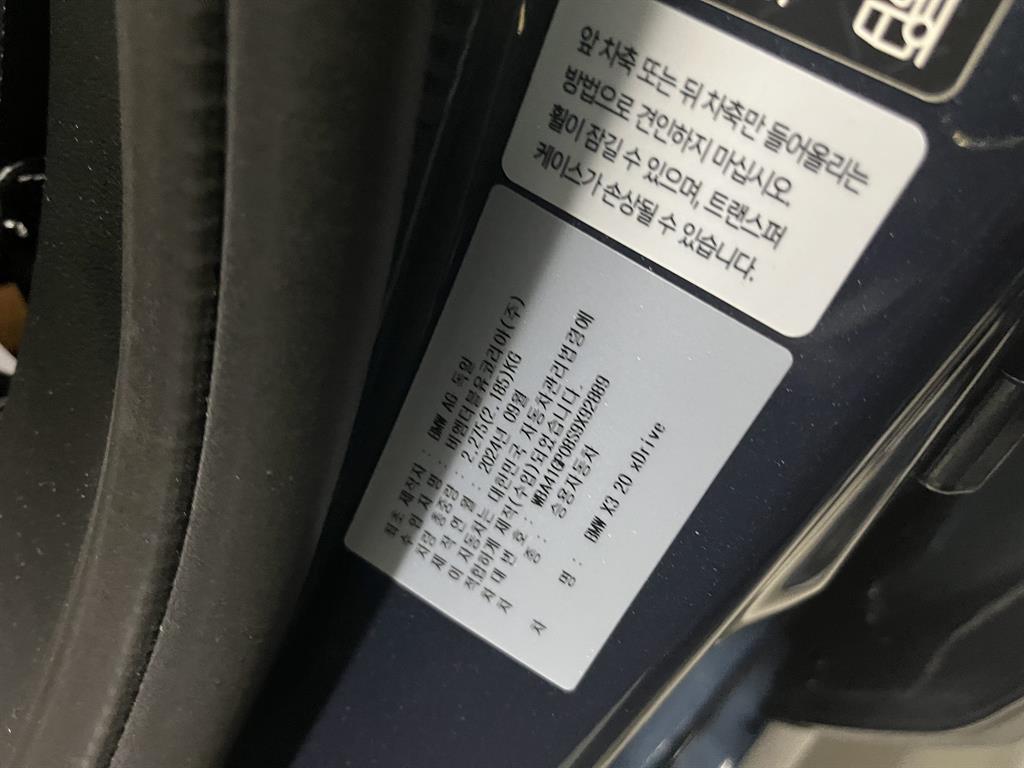 앞 차축 또는 뒤 차축만 들어올리는
방법으로 견인하지 마십시오.
휠이 잠길 수 있으며, 트랜스퍼
케이스가 손상될 수 있습니다.
최초 제작자 : BMW AG 독일
수 입 자 명 : 비엠더블유코리아(주)
차량 총중량 : 2,275(2,185)KG
제 작 년 월 : 2024년 09월
이 자동차는 대한민국 자동차관리법령에
적합하게 제작(수입)되었습니다.
차 대 번 호 :
차 종 : 승용자동차
차 명 : BMW X3 20 xDrive